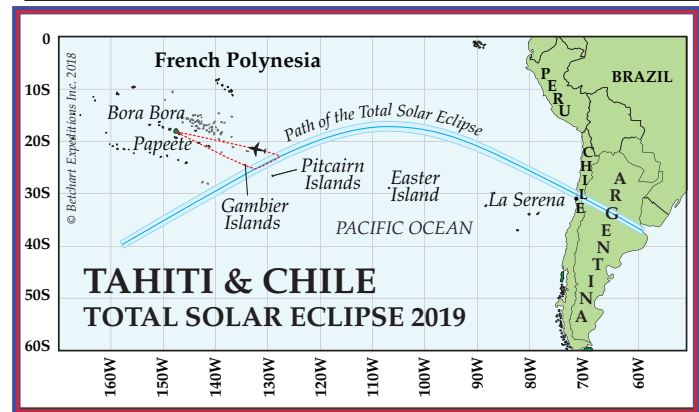 0
10S
20S
30S
40S
50S
60S
© Betchart Expeditions Inc. 2018
French Polynesia
Bora Bora
Papeete
Path of the Total Solar Eclipse
Pitcairn
Islands
Gambier
Islands
Easter
Island
La Serena
PACIFIC OCEAN
PERU
BRAZIL
CHILE
ARGENTINA
TAHITI & CHILE
TOTAL SOLAR ECLIPSE 2019
160W
150W
140W
130W
120W
110W
100W
90W
80W
70W
60W